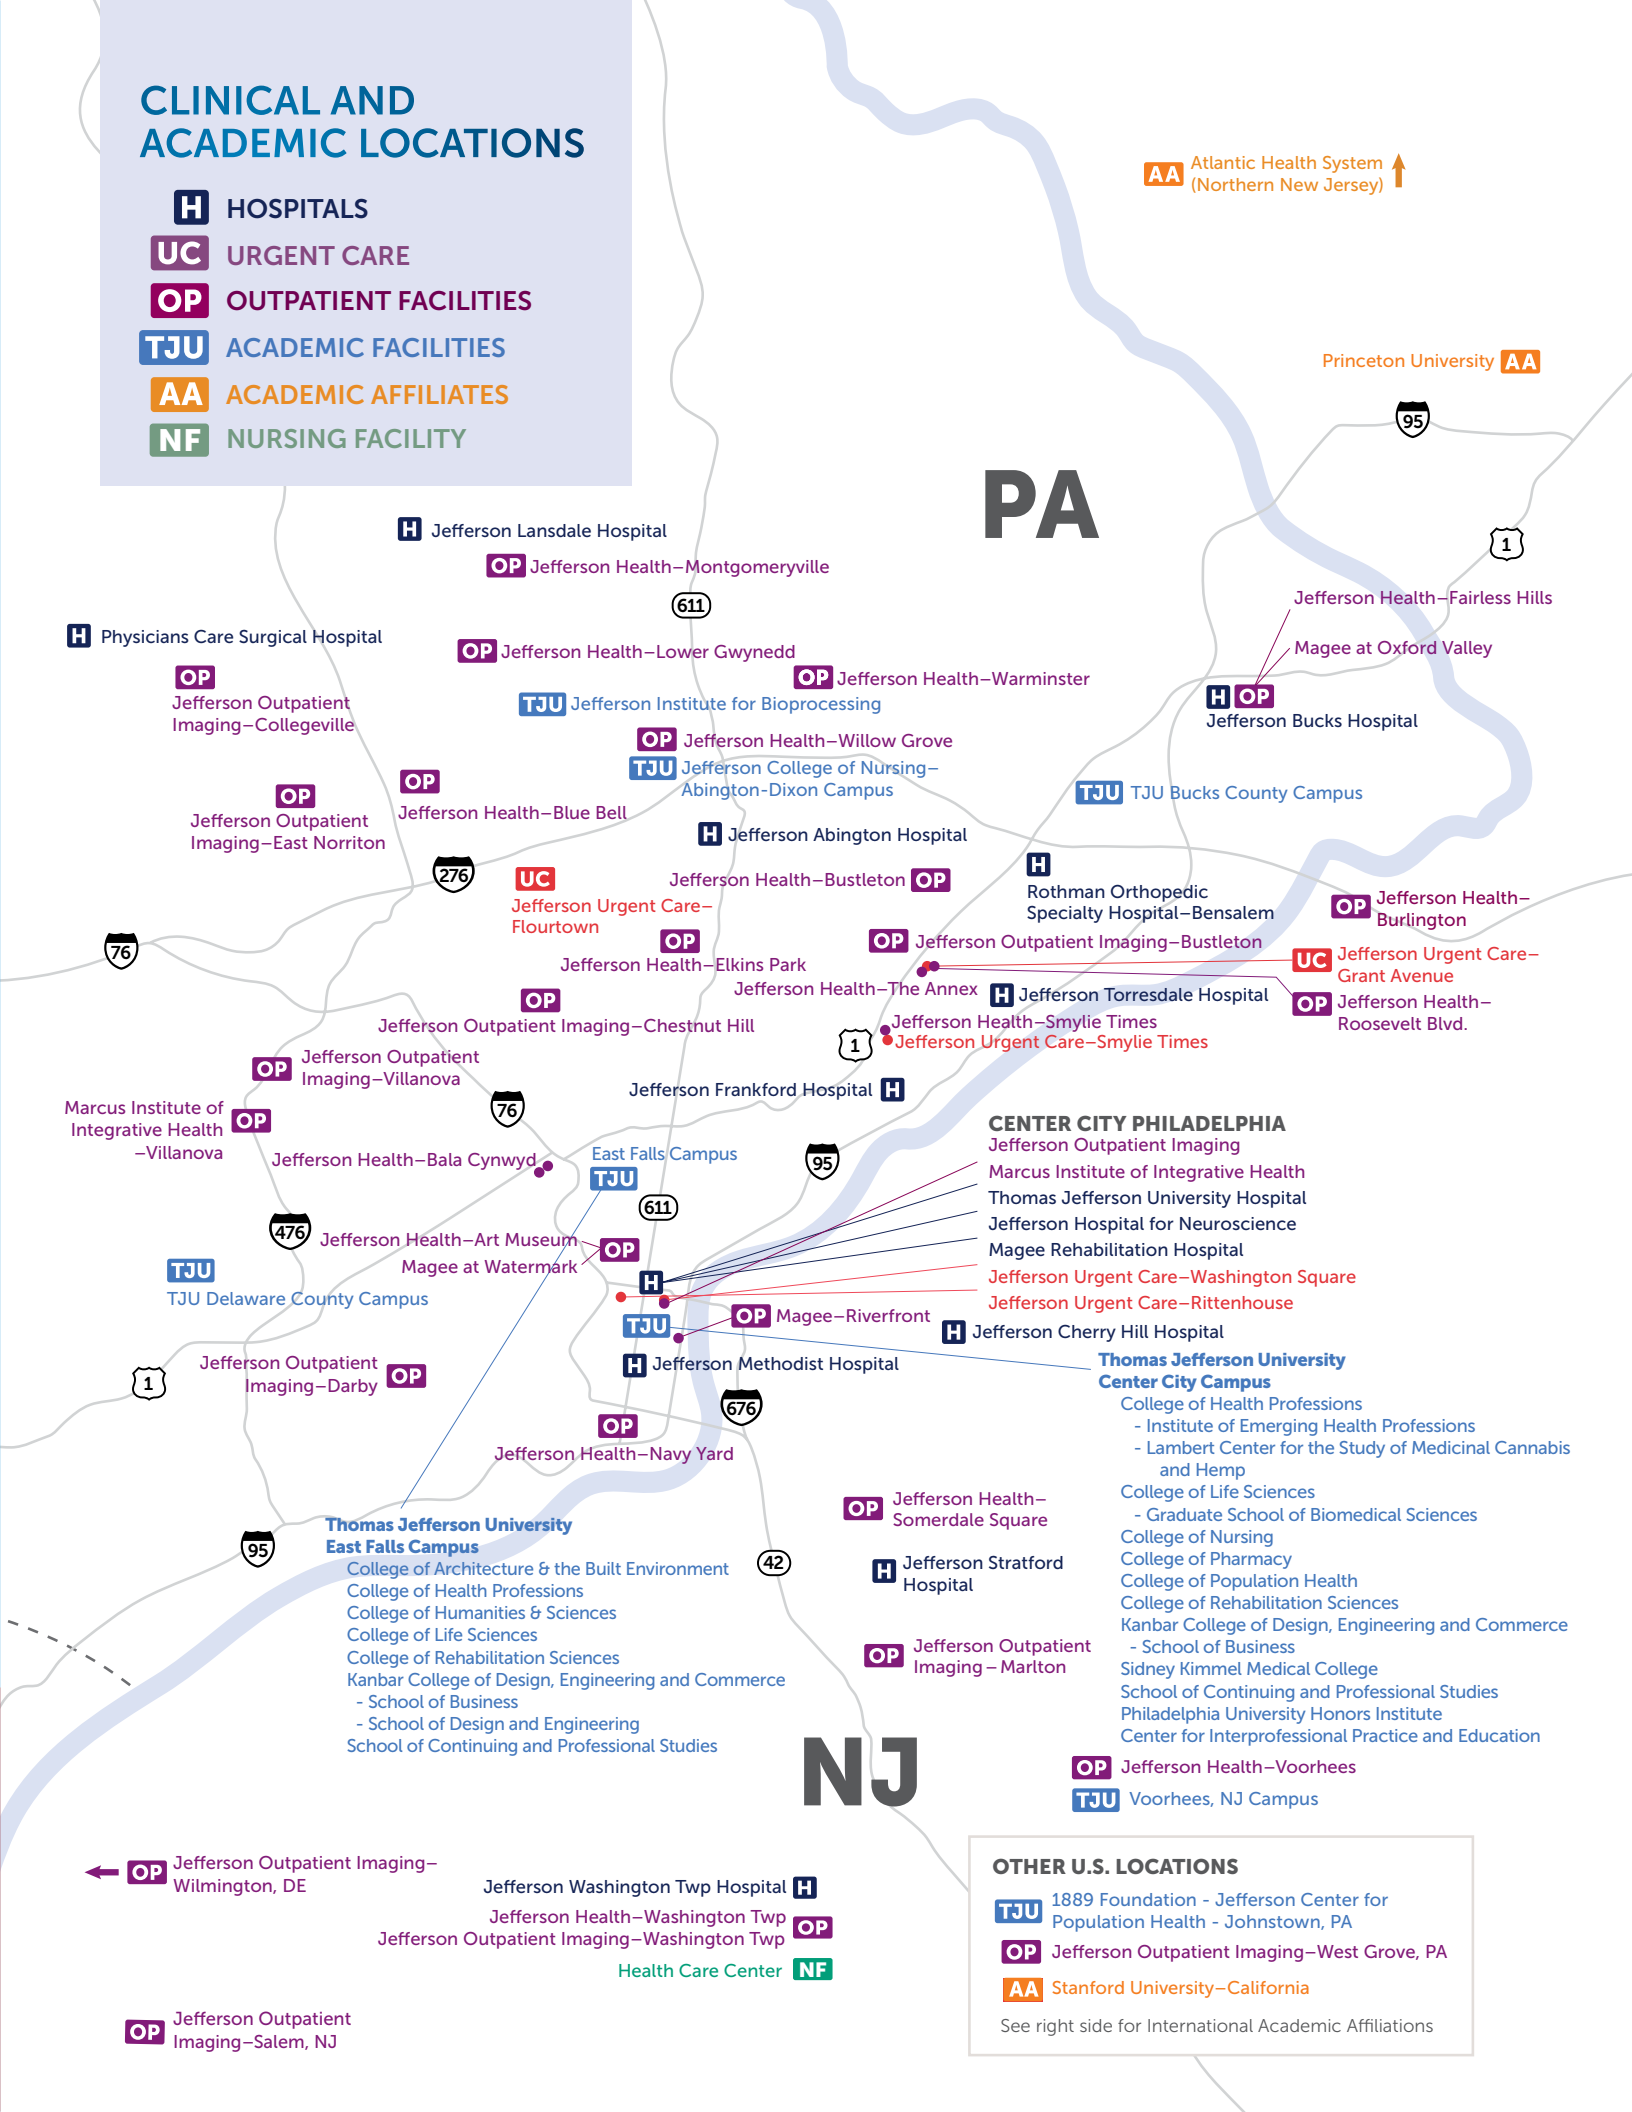 CLINICAL AND
ACADEMIC LOCATIONS
H HOSPITALS
UC URGENT CARE
OP OUTPATIENT FACILITIES
TJU ACADEMIC FACILITIES
AA ACADEMIC AFFILIATES
NF NURSING FACILITY
AA Atlantic Health System
(Northern New Jersey)
Princeton University AA
95
PA
1
H Jefferson Lansdale Hospital
OP Jefferson Health–Montgomeryville
611
Jefferson Health–Fairless Hills
Magee at Oxford Valley
H OP
Jefferson Bucks Hospital
H Physicians Care Surgical Hospital
OP Jefferson Health–Lower Gwynedd
OP
Jefferson Outpatient
Imaging–Collegeville
OP Jefferson Health–Warminster
TJU Jefferson Institute for Bioprocessing
OP Jefferson Health–Willow Grove
TJU Jefferson College of Nursing–
Abington-Dixon Campus
OP
Jefferson Health–Blue Bell
OP
Jefferson Outpatient
Imaging–East Norriton
TJU TJU Bucks County Campus
H Jefferson Abington Hospital
276
UC
Jefferson Urgent Care–
Flourtown
Jefferson Health–Bustleton OP
H
Rothman Orthopedic
Specialty Hospital–Bensalem
OP Jefferson Health–
Burlington
76
OP
Jefferson Health–Elkins Park
OP Jefferson Outpatient Imaging–Bustleton
UC Jefferson Urgent Care–
Grant Avenue
Jefferson Health–The Annex
H Jefferson Torresdale Hospital
OP Jefferson Health–
Roosevelt Blvd.
OP
Jefferson Outpatient Imaging–Chestnut Hill
Jefferson Health–Smylie Times
1
Jefferson Urgent Care–Smylie Times
OP Jefferson Outpatient
Imaging–Villanova
Jefferson Frankford Hospital H
76
Marcus Institute of
Integrative Health
–Villanova
OP
Jefferson Health–Bala Cynwyd
East Falls Campus
TJU
95
611
CENTER CITY PHILADELPHIA
Jefferson Outpatient Imaging
Marcus Institute of Integrative Health
Thomas Jefferson University Hospital
Jefferson Hospital for Neuroscience
Magee Rehabilitation Hospital
Jefferson Urgent Care–Washington Square
Jefferson Urgent Care–Rittenhouse
476
Jefferson Health–Art Museum
Magee at Watermark
OP
TJU
TJU Delaware County Campus
H
TJU
OP Magee–Riverfront
H Jefferson Cherry Hill Hospital
H Jefferson Methodist Hospital
1
Jefferson Outpatient
Imaging–Darby
OP
676
OP
Jefferson Health–Navy Yard
Thomas Jefferson University
Center City Campus
College of Health Professions
- Institute of Emerging Health Professions
- Lambert Center for the Study of Medicinal Cannabis
and Hemp
College of Life Sciences
- Graduate School of Biomedical Sciences
College of Nursing
College of Pharmacy
College of Population Health
College of Rehabilitation Sciences
Kanbar College of Design, Engineering and Commerce
- School of Business
Sidney Kimmel Medical College
School of Continuing and Professional Studies
Philadelphia University Honors Institute
Center for Interprofessional Practice and Education
OP Jefferson Health–
Somerdale Square
H Jefferson Stratford
Hospital
OP Jefferson Outpatient
Imaging – Marlton
95
42
Thomas Jefferson University
East Falls Campus
College of Architecture & the Built Environment
College of Health Professions
College of Humanities & Sciences
College of Life Sciences
College of Rehabilitation Sciences
Kanbar College of Design, Engineering and Commerce
- School of Business
- School of Design and Engineering
School of Continuing and Professional Studies
NJ
OP Jefferson Health–Voorhees
TJU Voorhees, NJ Campus
OP Jefferson Outpatient Imaging–
Wilmington, DE
Jefferson Washington Twp Hospital H
Jefferson Health–Washington Twp
Jefferson Outpatient Imaging–Washington Twp
OP
Health Care Center NF
OP Jefferson Outpatient
Imaging–Salem, NJ
OTHER U.S. LOCATIONS
TJU 1889 Foundation - Jefferson Center for
Population Health - Johnstown, PA
OP Jefferson Outpatient Imaging–West Grove, PA
AA Stanford University–California
See right side for International Academic Affiliations